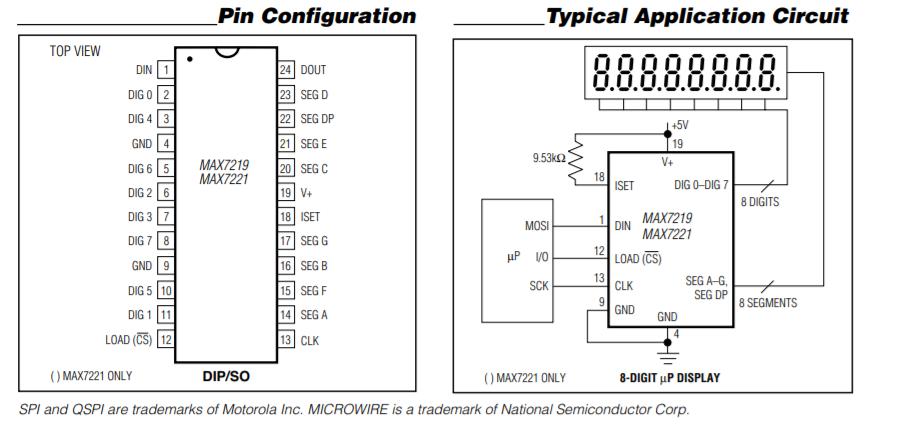 Pin Configuration
TOP VIEW
DIN 1
DIG 0 2
DIG 4 3
GND 4
DIG 6 5
DIG 2 6
DIG 3 7
DIG 7 8
GND 9
DIG 5 10
DIG 1 11
LOAD (CS) 12
MAX7219
MAX7221
24 DOUT
23 SEG D
22 SEG DP
21 SEG E
20 SEG C
19 V+
18 ISET
17 SEG G
16 SEG B
15 SEG F
14 SEG A
13 CLK
( ) MAX7221 ONLY
DIP/SO
Typical Application Circuit
8.8.8.8.8.8.8.8.
+5V
9.53kΩ
19
V+
18
ISET
DIG 0–DIG 7
8 DIGITS
MOSI
1
DIN
MAX7219
MAX7221
µP
I/O
12
LOAD (CS)
SCK
13
CLK
SEG A–G,
SEG DP
8 SEGMENTS
9
GND
GND
4
( ) MAX7221 ONLY
8-DIGIT µP DISPLAY
SPI and QSPI are trademarks of Motorola Inc. MICROWIRE is a trademark of National Semiconductor Corp.